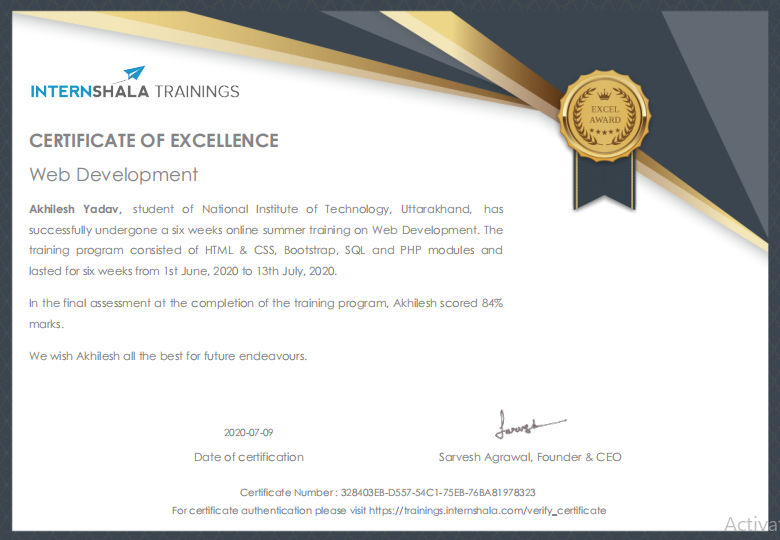 INTERNSHALA TRAININGS
EXCEL
AWARD
CERTIFICATE OF EXCELLENCE
Web Development
Akhilesh Yadav, student of National Institute of Technology, Uttarakhand, has
successfully undergone a six weeks online summer training on Web Development. The
training program consisted of HTML & CSS, Bootstrap, SQL and PHP modules and
lasted for six weeks from 1st June, 2020 to 13th July, 2020.
In the final assessment at the completion of the training program, Akhilesh scored 84%
marks.
We wish Akhilesh all the best for future endeavours.
2020-07-09
Date of certification
Sarvesh
Sarvesh Agrawal, Founder & CEO
Certificate Number : 328403EB-D557-54C1-75EB-76BA81978323
For certificate authentication please visit https://trainings.internshala.com/verify_certificate
Activa